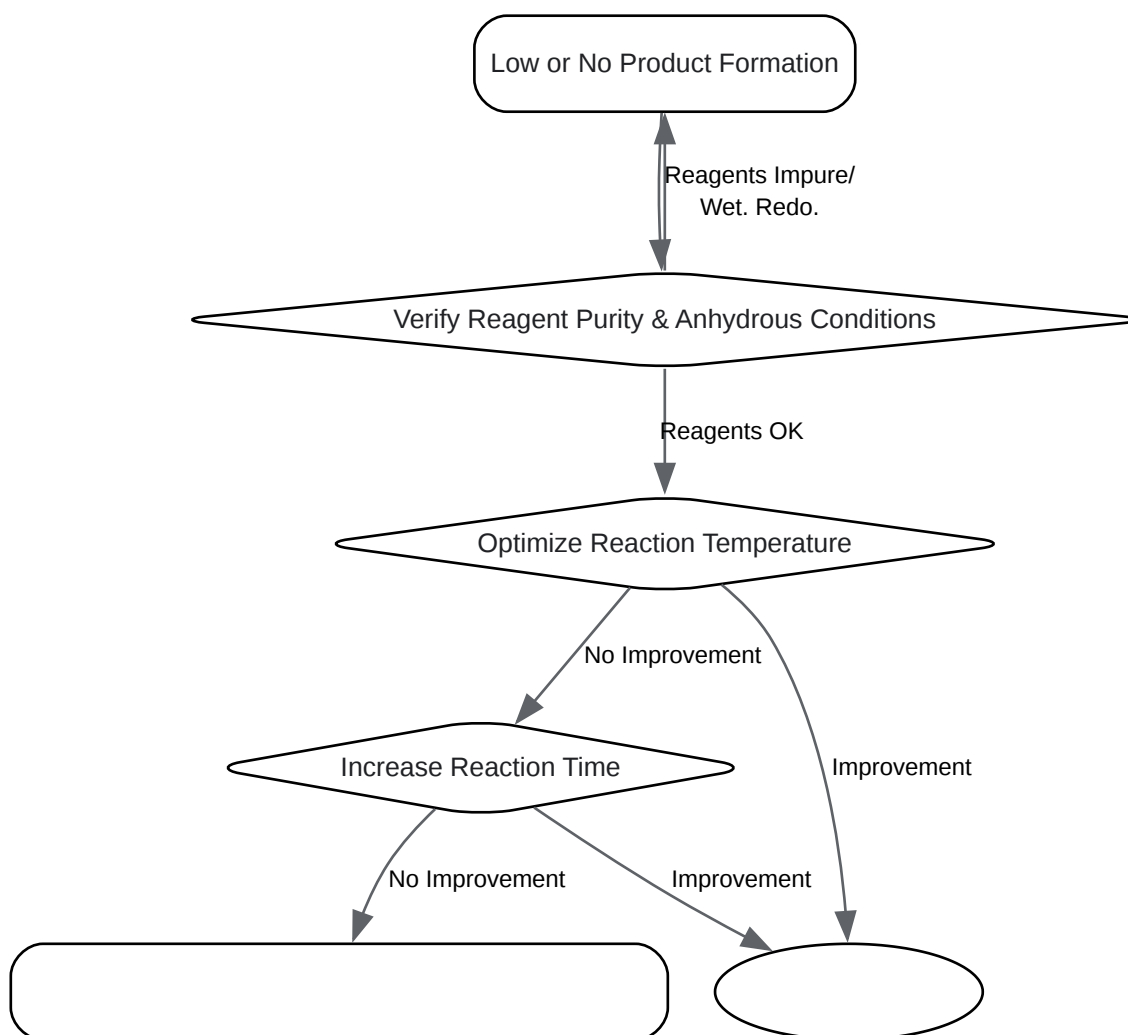 Low or No Product Formation
Reagents Impure/
Wet. Redo.
Verify Reagent Purity & Anhydrous Conditions
Reagents OK
Optimize Reaction Temperature
No Improvement
Increase Reaction Time
Improvement
No Improvement
Improvement